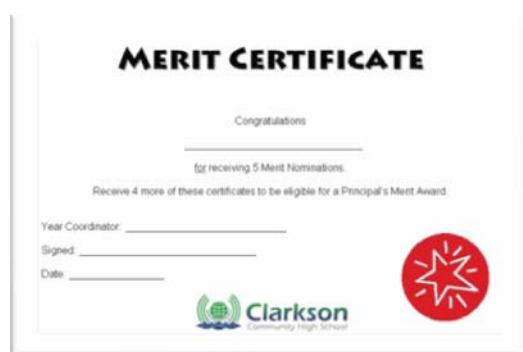 MERIT CERTIFICATE
Congratulations
for receiving 5 Merit Nominations.
Receive 4 more of these certificates to be eligible for a Principal's Merit Award.
Year Coordinator:
Signed:
Date:
Clarkson
Community High School